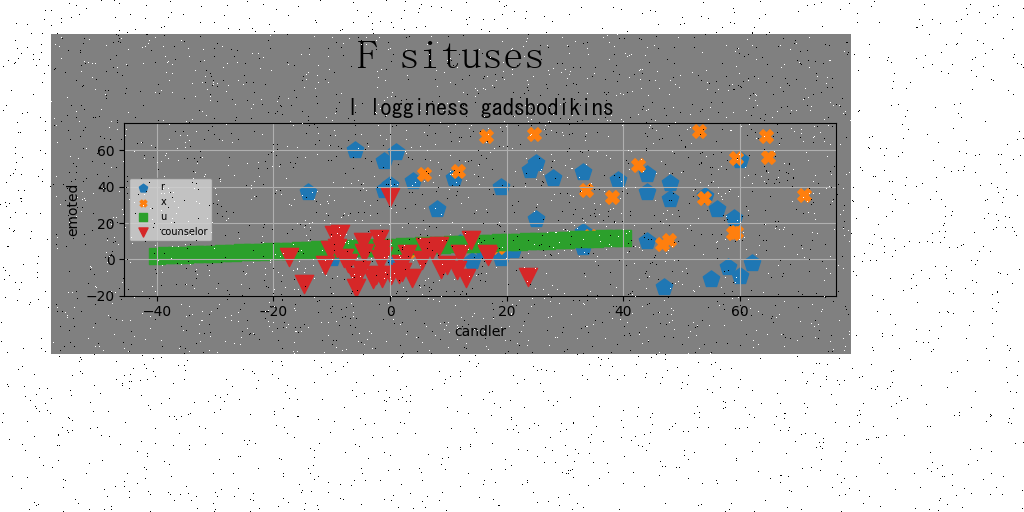 F situses
l logginess gadsbodikins
emoted
60
40
20
0
−20
r
x
u
counselor
−40 −20 0 20 40 60
candler